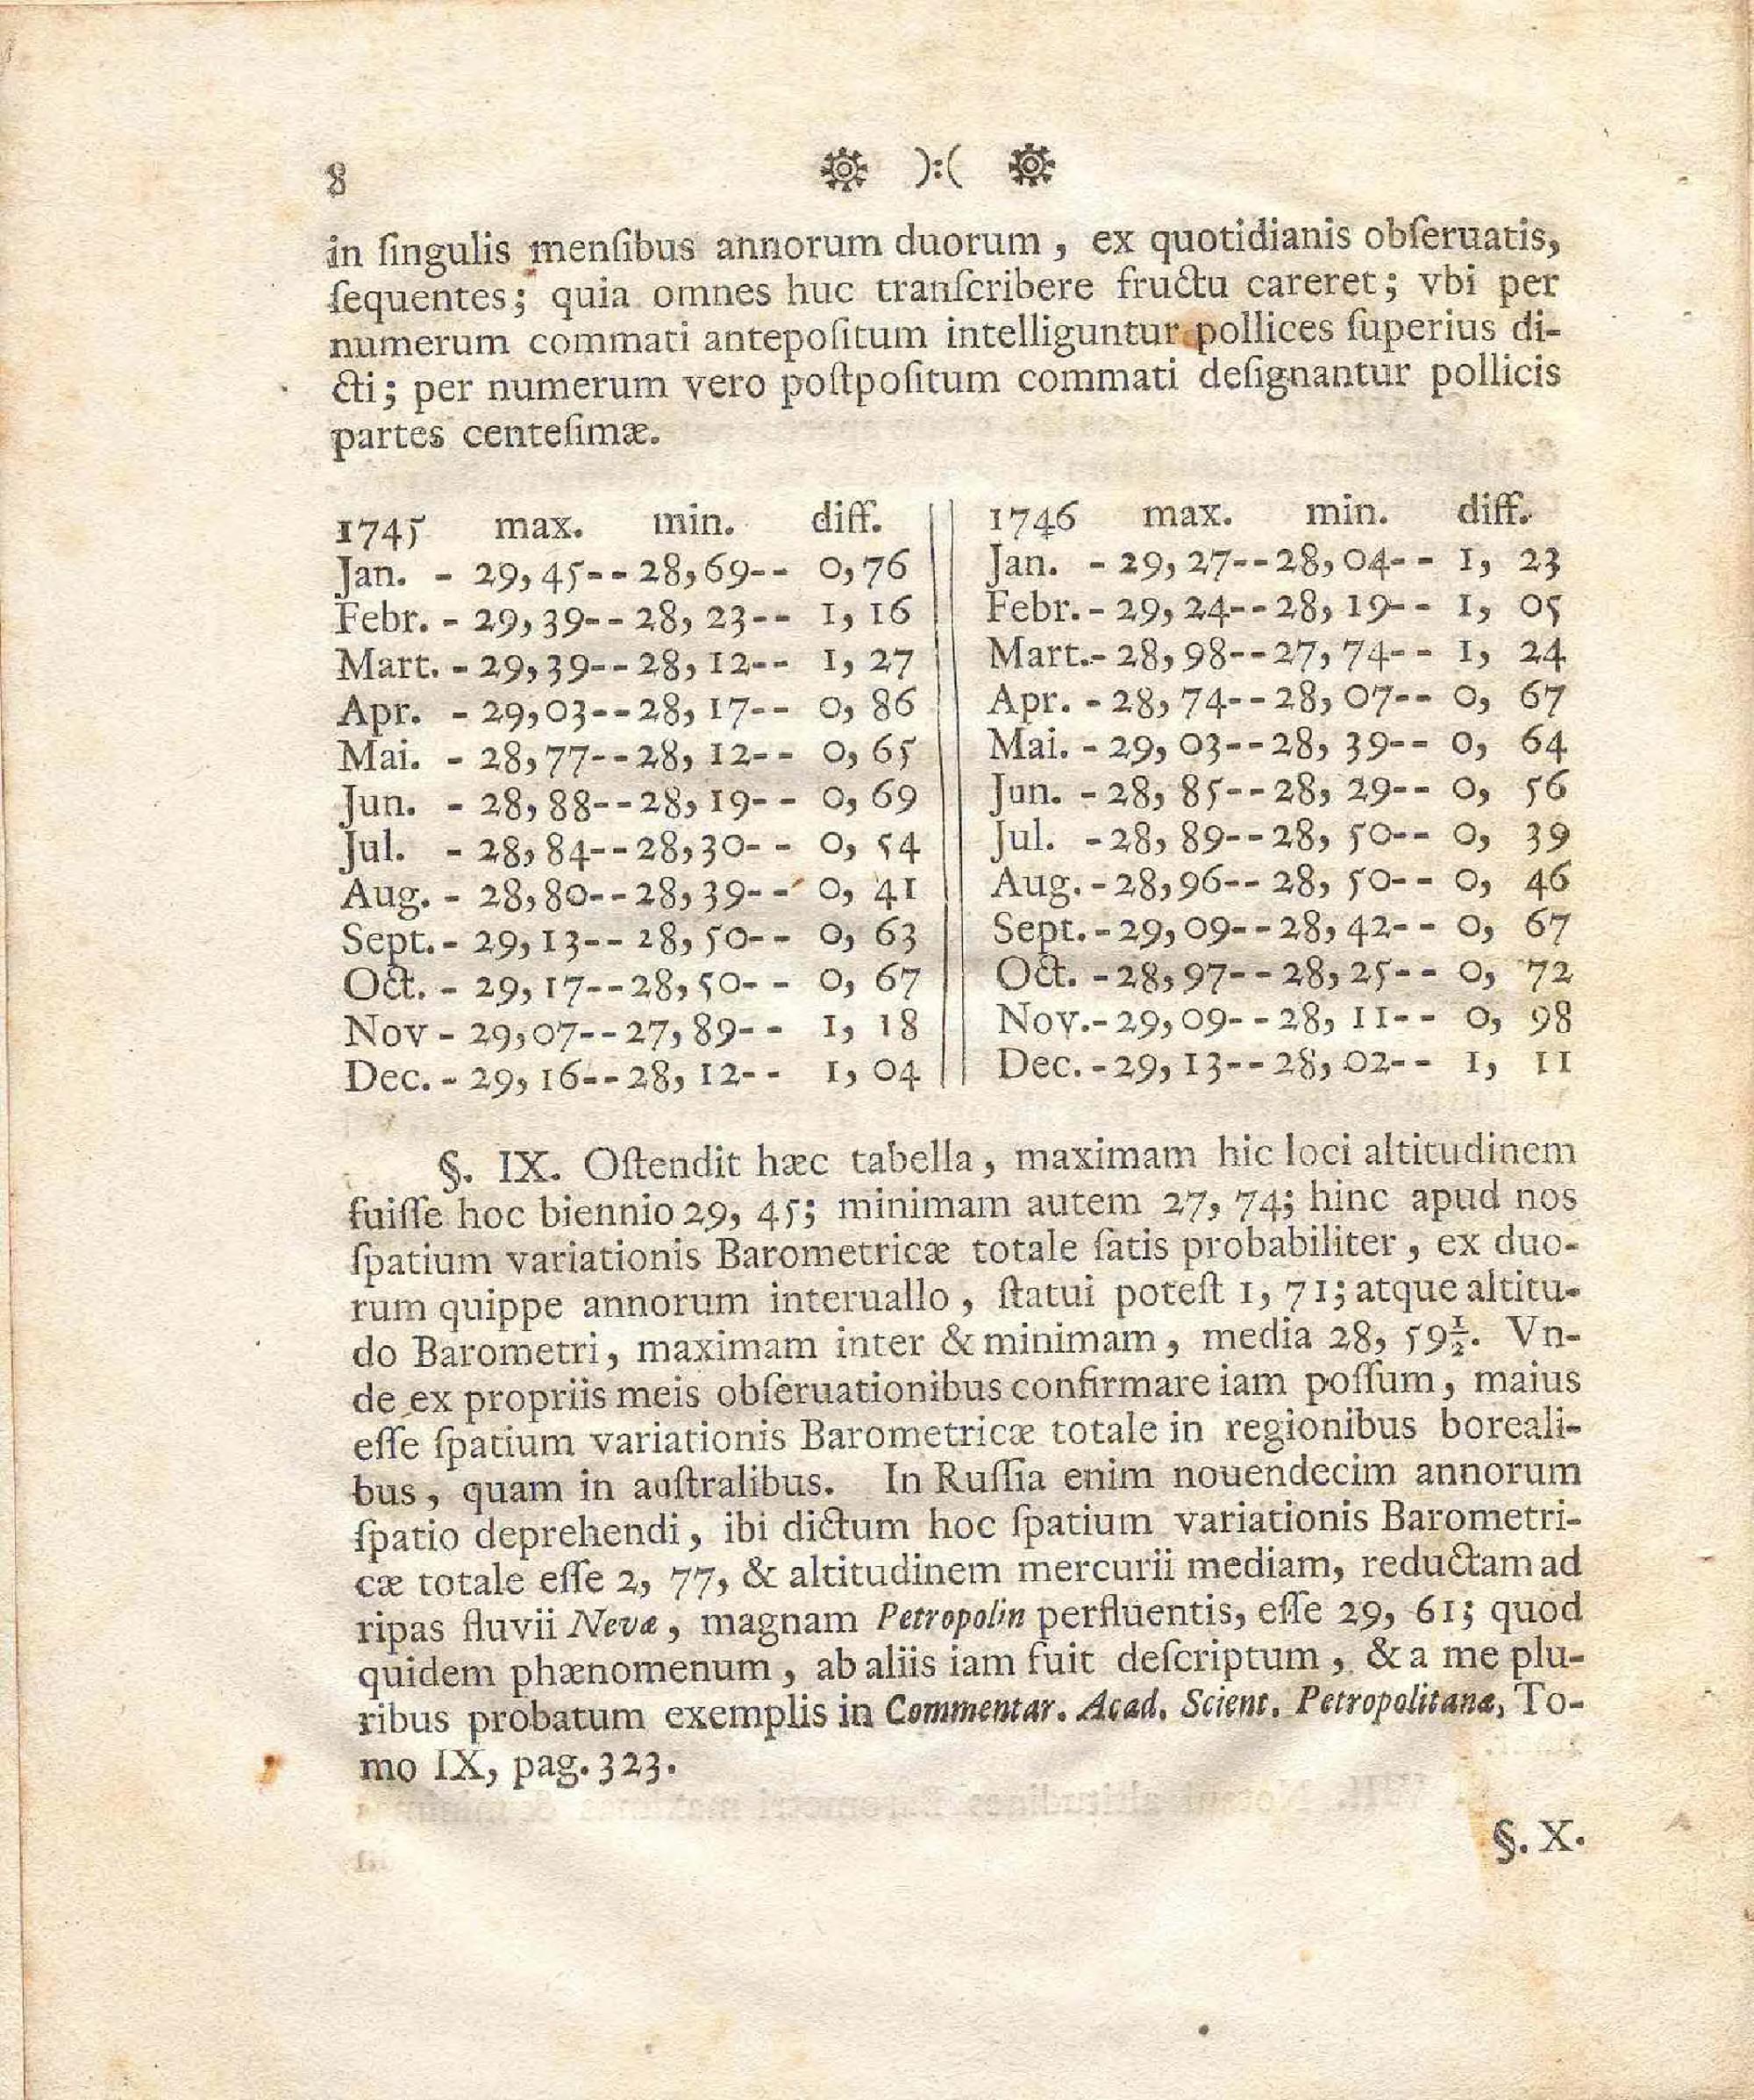 8 ):(
in ſingulis menſibus annorum duorum , ex quotidianis obſeruatis,
ſequentes; quia omnes huc tranſcribere fructu careret; vbi per
numerum commati antepoſitum intelliguntur pollices ſuperius di-
cti; per numerum vero poſtpoſitum commati deſignantur pollicis
partes centeſimæ.
1745 max. min. diff. || 1746 max. min. diff.
Jan. - 29,45--28,69-- 0,76 || Jan. - 29,27--28,04-- 1, 23
Febr. - 29,39--28, 23-- 1, 16 || Febr. - 29, 24--28, 19-- 1, 05
Mart. - 29,39--28, 12-- 1, 27 || Mart.- 28,98--27,74-- 1, 24
Apr. - 29,03--28, 17-- 0, 86 || Apr. - 28,74--28, 07-- 0, 67
Mai. - 28,77--28, 12-- 0, 65 || Mai. - 29, 03--28, 39-- 0, 64
Jun. - 28, 88--28, 19-- 0, 69 || Jun. - 28, 85--28, 29-- 0, 56
Jul. - 28, 84--28,30-- 0, 54 || Jul. - 28, 89--28, 50-- 0, 39
Aug. - 28,80--28, 39-- 0, 41 || Aug. - 28,96--28, 50-- 0, 46
Sept. - 29, 13--28, 50-- 0, 63 || Sept. - 29,09--28, 42-- 0, 67
Oct. - 29, 17--28, 50-- 0, 67 || Oct. - 28,97--28, 25-- 0, 72
Nov - 29,07--27, 89-- 1, 18 || Nov.- 29,09--28, 11-- 0, 98
Dec. - 29, 16--28, 12-- 1, 04 || Dec. - 29, 13--28, 02-- 1, 11
§. IX. Oſtendit hæc tabella, maximam hic loci altitudinem
fuiſſe hoc biennio 29, 45; minimam autem 27, 74; hinc apud nos
ſpatium variationis Barometricæ totale ſatis probabiliter, ex duo-
rum quippe annorum interuallo, ſtatui poteſt 1, 71; atque altitu-
do Barometri, maximam inter & minimam, media 28, 59½. Vn-
de ex propriis meis obſeruationibus confirmare iam poſſum, maius
eſſe ſpatium variationis Barometricæ totale in regionibus boreali-
bus, quam in auſtralibus. In Ruſſia enim nouendecim annorum
ſpatio deprehendi, ibi dictum hoc ſpatium variationis Barometri-
cæ totale eſſe 2, 77, & altitudinem mercurii mediam, reductam ad
ripas fluvii Nevæ, magnam Petropolin perfluentis, eſſe 29, 61; quod
quidem phænomenum, ab aliis iam fuit deſcriptum, & a me plu-
ribus probatum exemplis in Commentar. Acad. Scient. Petropolitanæ, To-
mo IX, pag. 323.
§. X.